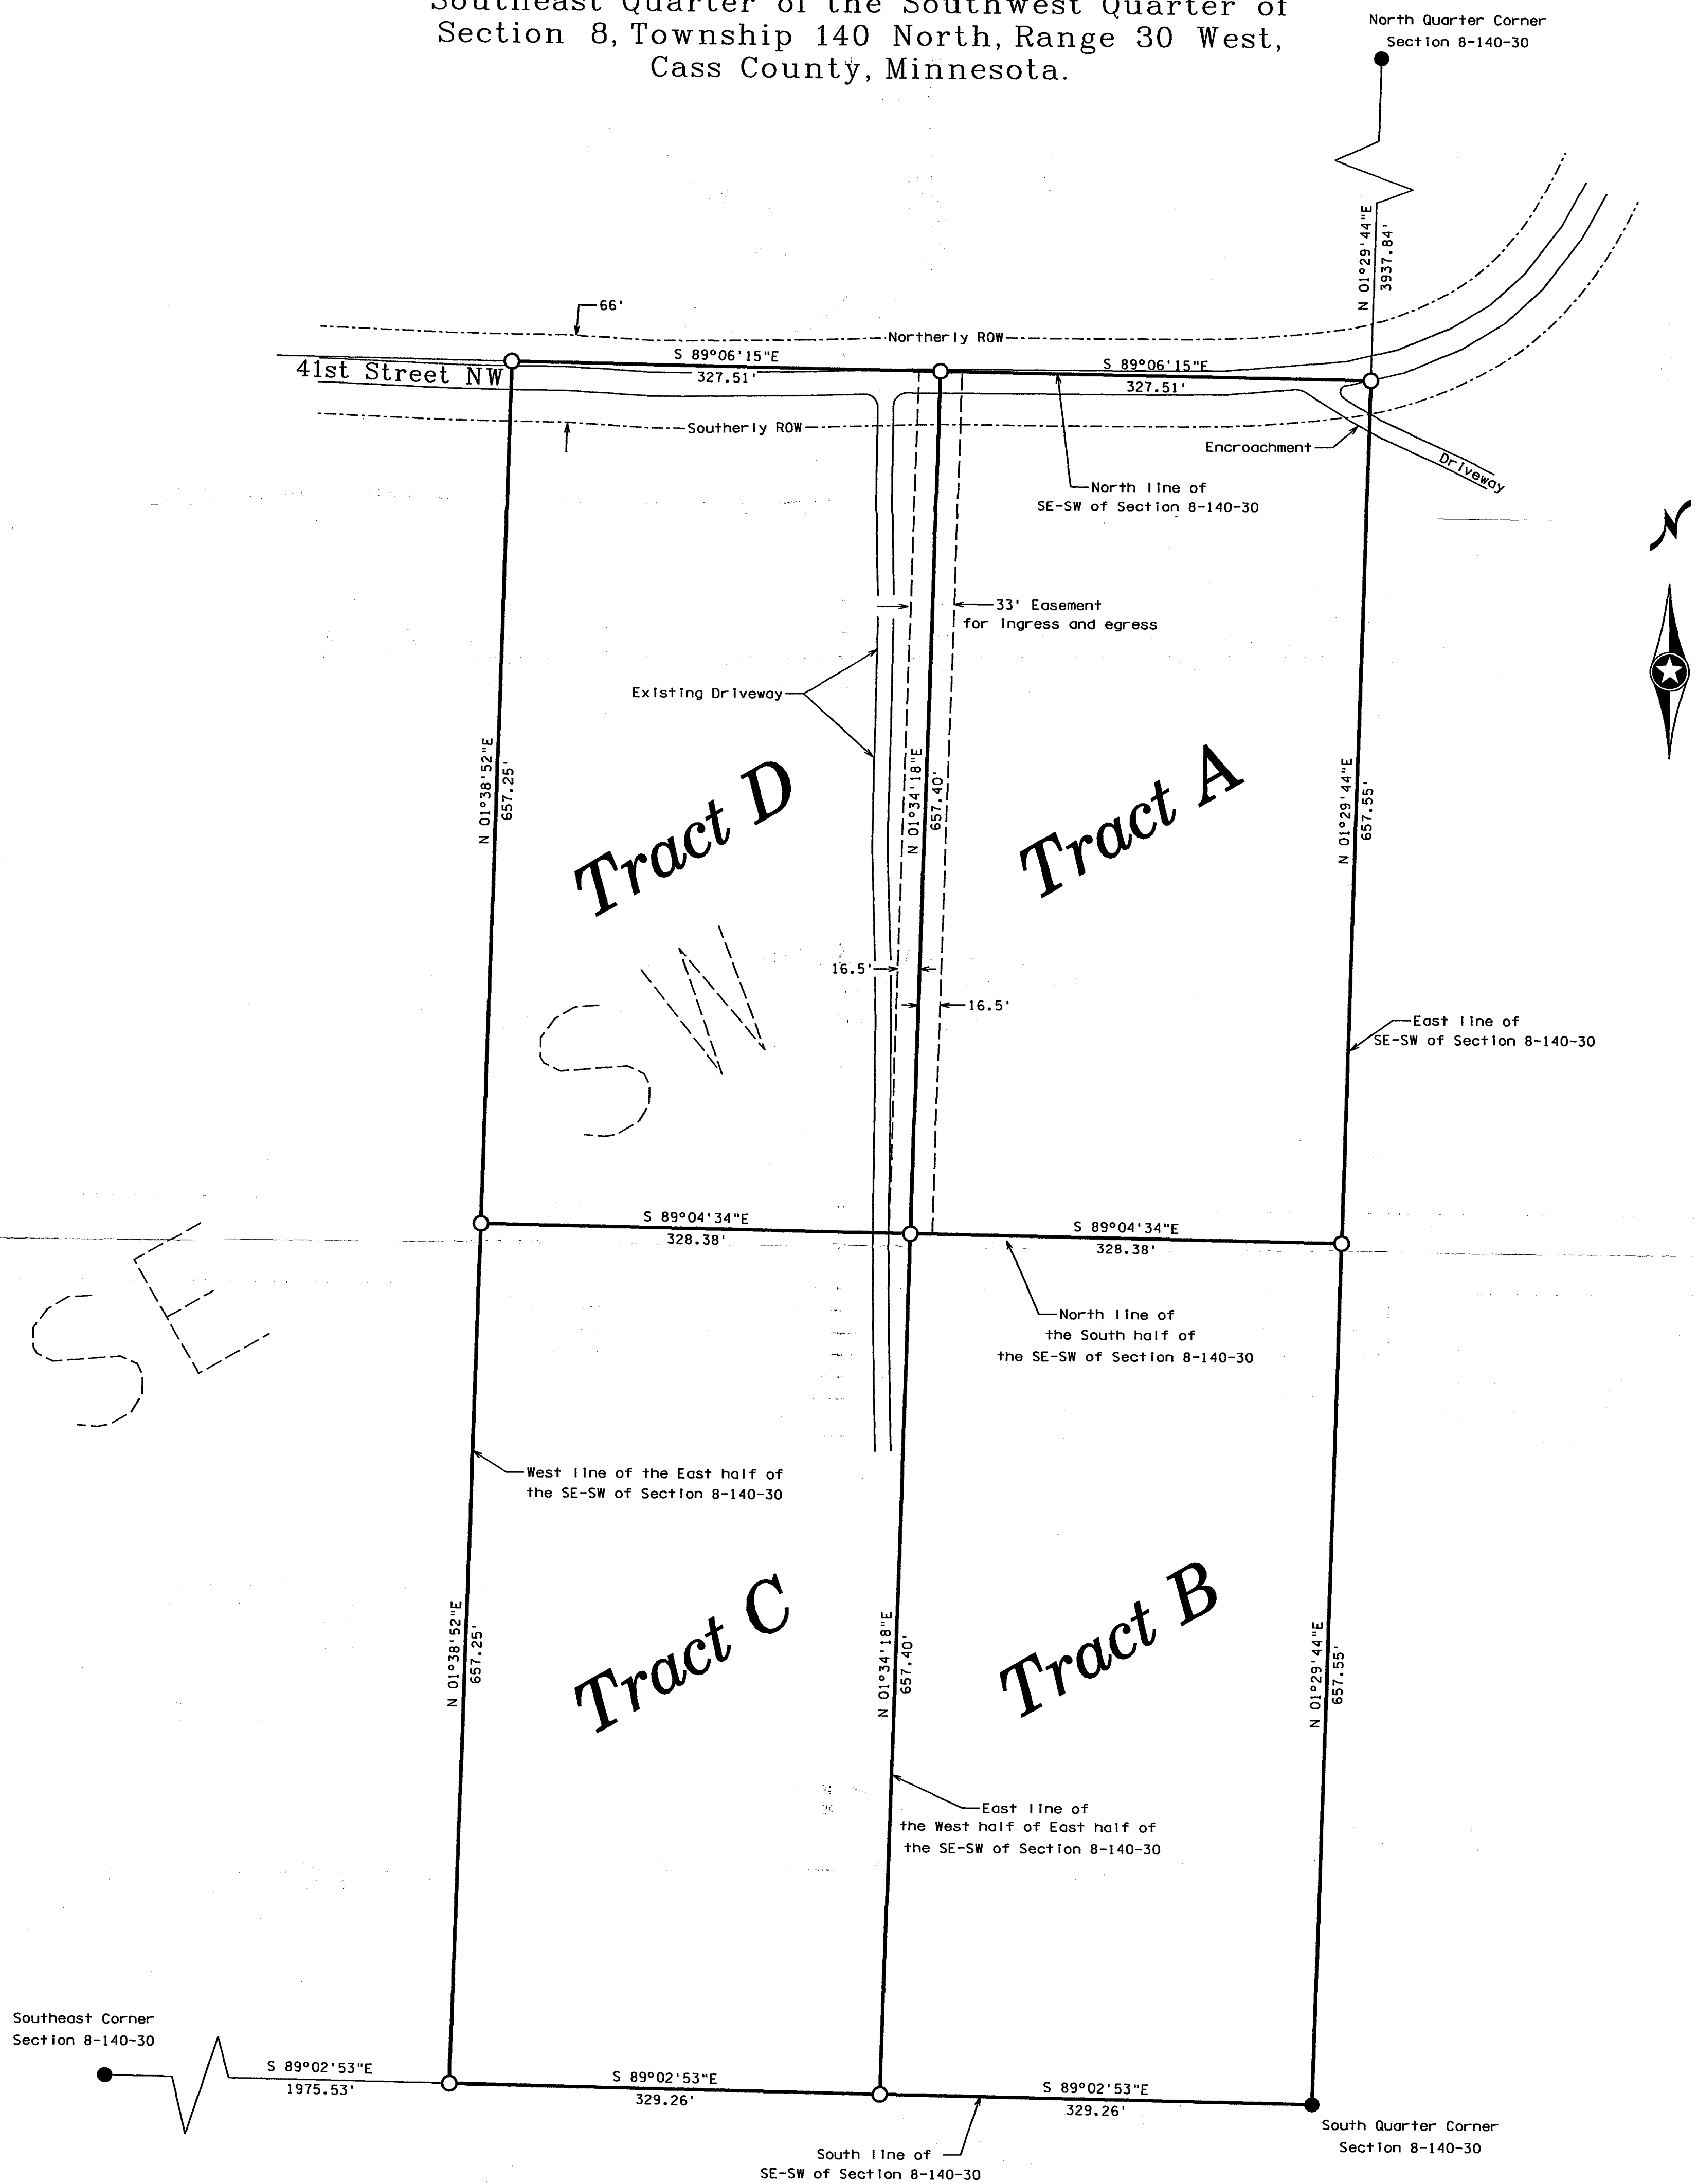 Southeast Quarter of the Southwest Quarter of
Section 8, Township 140 North, Range 30 West,
Cass County, Minnesota.
North Quarter Corner
Section 8-140-30
N 01°29'44"E
3937.84'
66'
Northerly ROW
S 89°06'15"E
327.51'
S 89°06'15"E
327.51'
41st Street NW
Southerly ROW
Encroachment
Driveway
North line of
SE-SW of Section 8-140-30
N
33' Easement
for ingress and egress
Existing Driveway
N 01°38'52"E
657.25'
N 01°34'18"E
657.40'
N 01°29'44"E
657.55'
Tract D
Tract A
SW
16.5'
16.5'
East line of
SE-SW of Section 8-140-30
S 89°04'34"E
328.38'
S 89°04'34"E
328.38'
SE
North line of
the South half of
the SE-SW of Section 8-140-30
West line of the East half of
the SE-SW of Section 8-140-30
Tract C
Tract B
N 01°38'52"E
657.25'
N 01°34'18"E
657.40'
N 01°29'44"E
657.55'
East line of
the West half of East half of
the SE-SW of Section 8-140-30
Southeast Corner
Section 8-140-30
S 89°02'53"E
1975.53'
S 89°02'53"E
329.26'
S 89°02'53"E
329.26'
South Quarter Corner
Section 8-140-30
South line of
SE-SW of Section 8-140-30